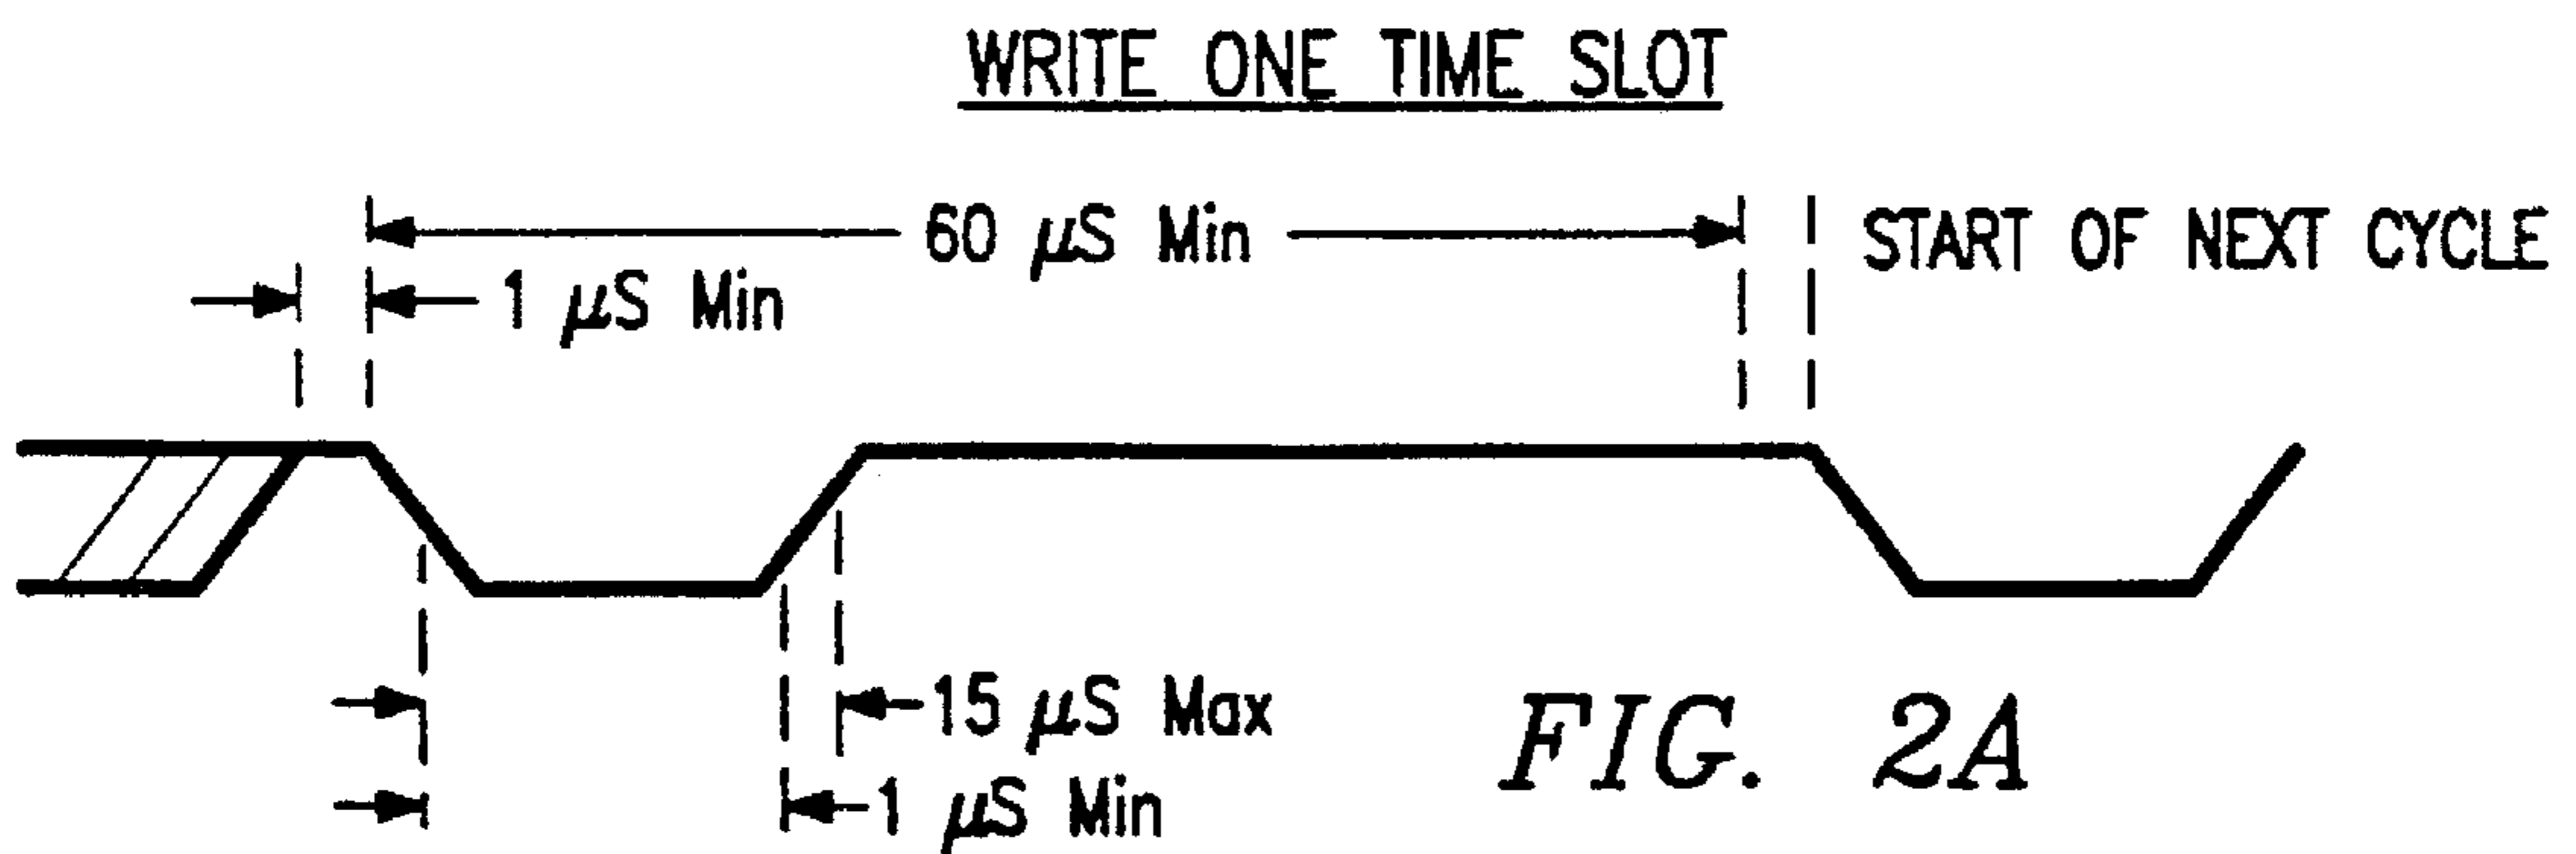 WRITE ONE TIME SLOT
60 μS Min
START OF NEXT CYCLE
1 μS Min
15 μS Max
1 μS Min
FIG. 2A